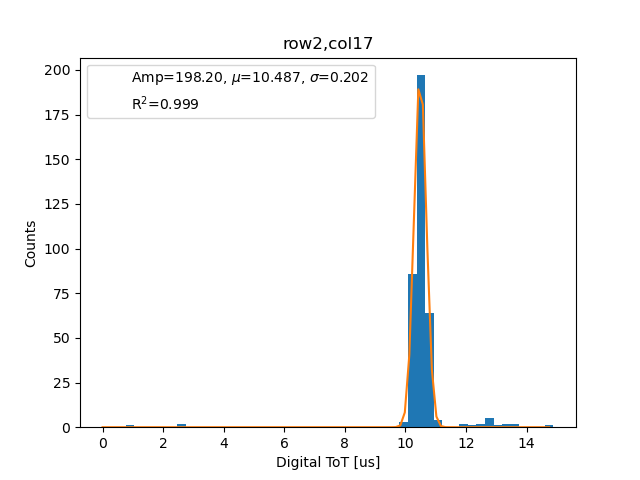 row2,col17
Amp=198.20, μ=10.487, σ=0.202
R²=0.999
200
175
150
125
100
75
50
25
0
Counts
0 2 4 6 8 10 12 14
Digital ToT [us]